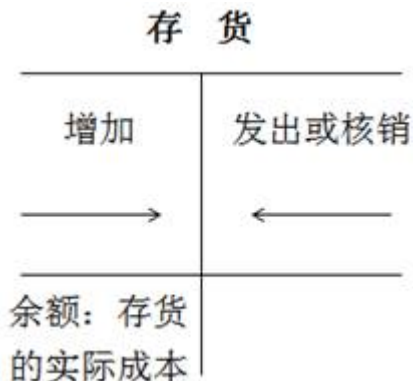 存 货
增加
发出或核销
余额：存货
的实际成本